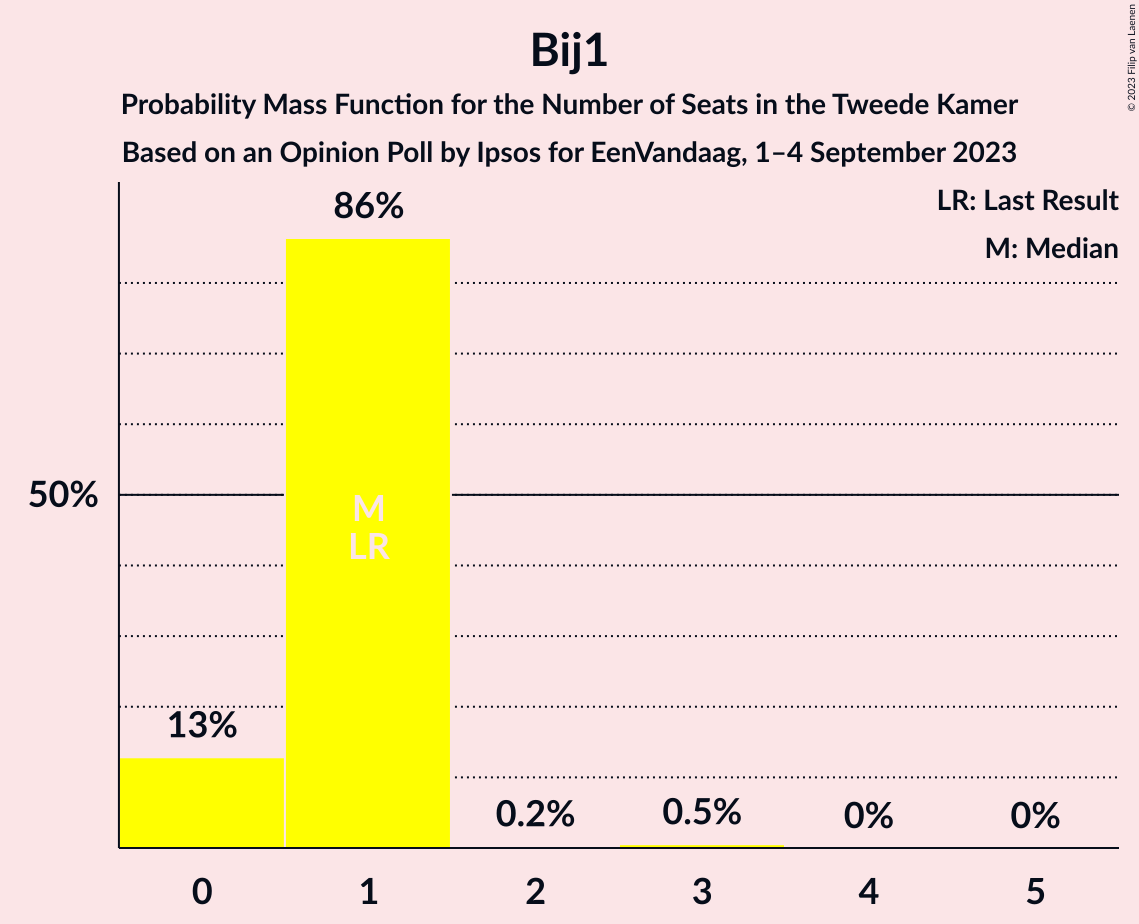 Bij1
Probability Mass Function for the Number of Seats in the Tweede Kamer
Based on an Opinion Poll by Ipsos for EenVandaag, 1–4 September 2023
© 2023 Filip van Laenen
LR: Last Result
M: Median
86%
50%
M
LR
13%
0.2%
0.5%
0%
0%
0
1
2
3
4
5